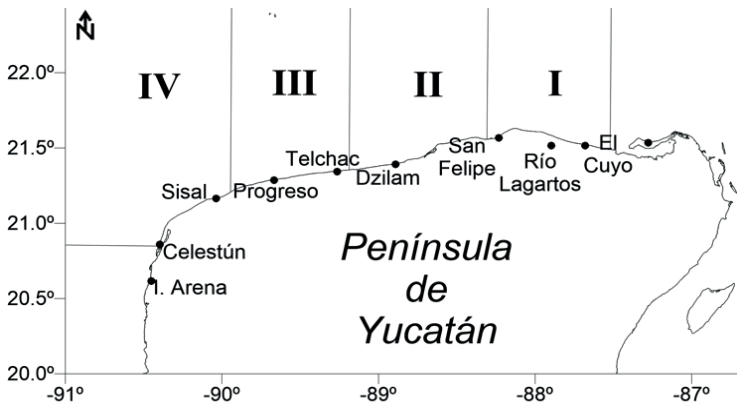 N
22.0º
IV
III
II
I
21.5º
San
Felipe
El
Cuyo
Telchac
Río
Lagartos
Dzilam
Sisal
Progreso
21.0º
Celestún
Península
de
Yucatán
I. Arena
20.5º
20.0º
-91º
-90º
-89º
-88º
-87º